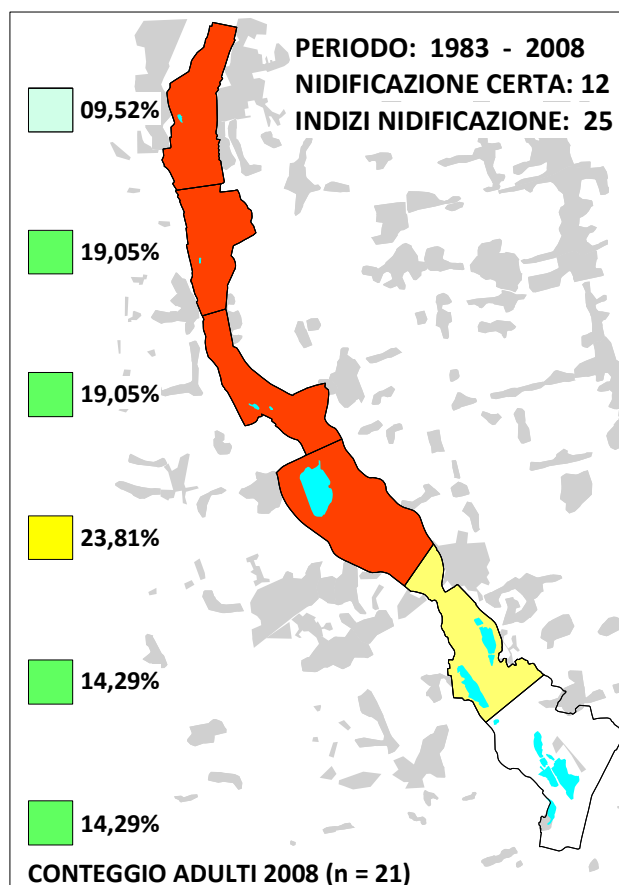 PERIODO: 1983 - 2008
NIDIFICAZIONE CERTA: 12
INDIZI NIDIFICAZIONE: 25
09,52%
19,05%
19,05%
23,81%
14,29%
14,29%
CONTEGGIO ADULTI 2008 (n = 21)